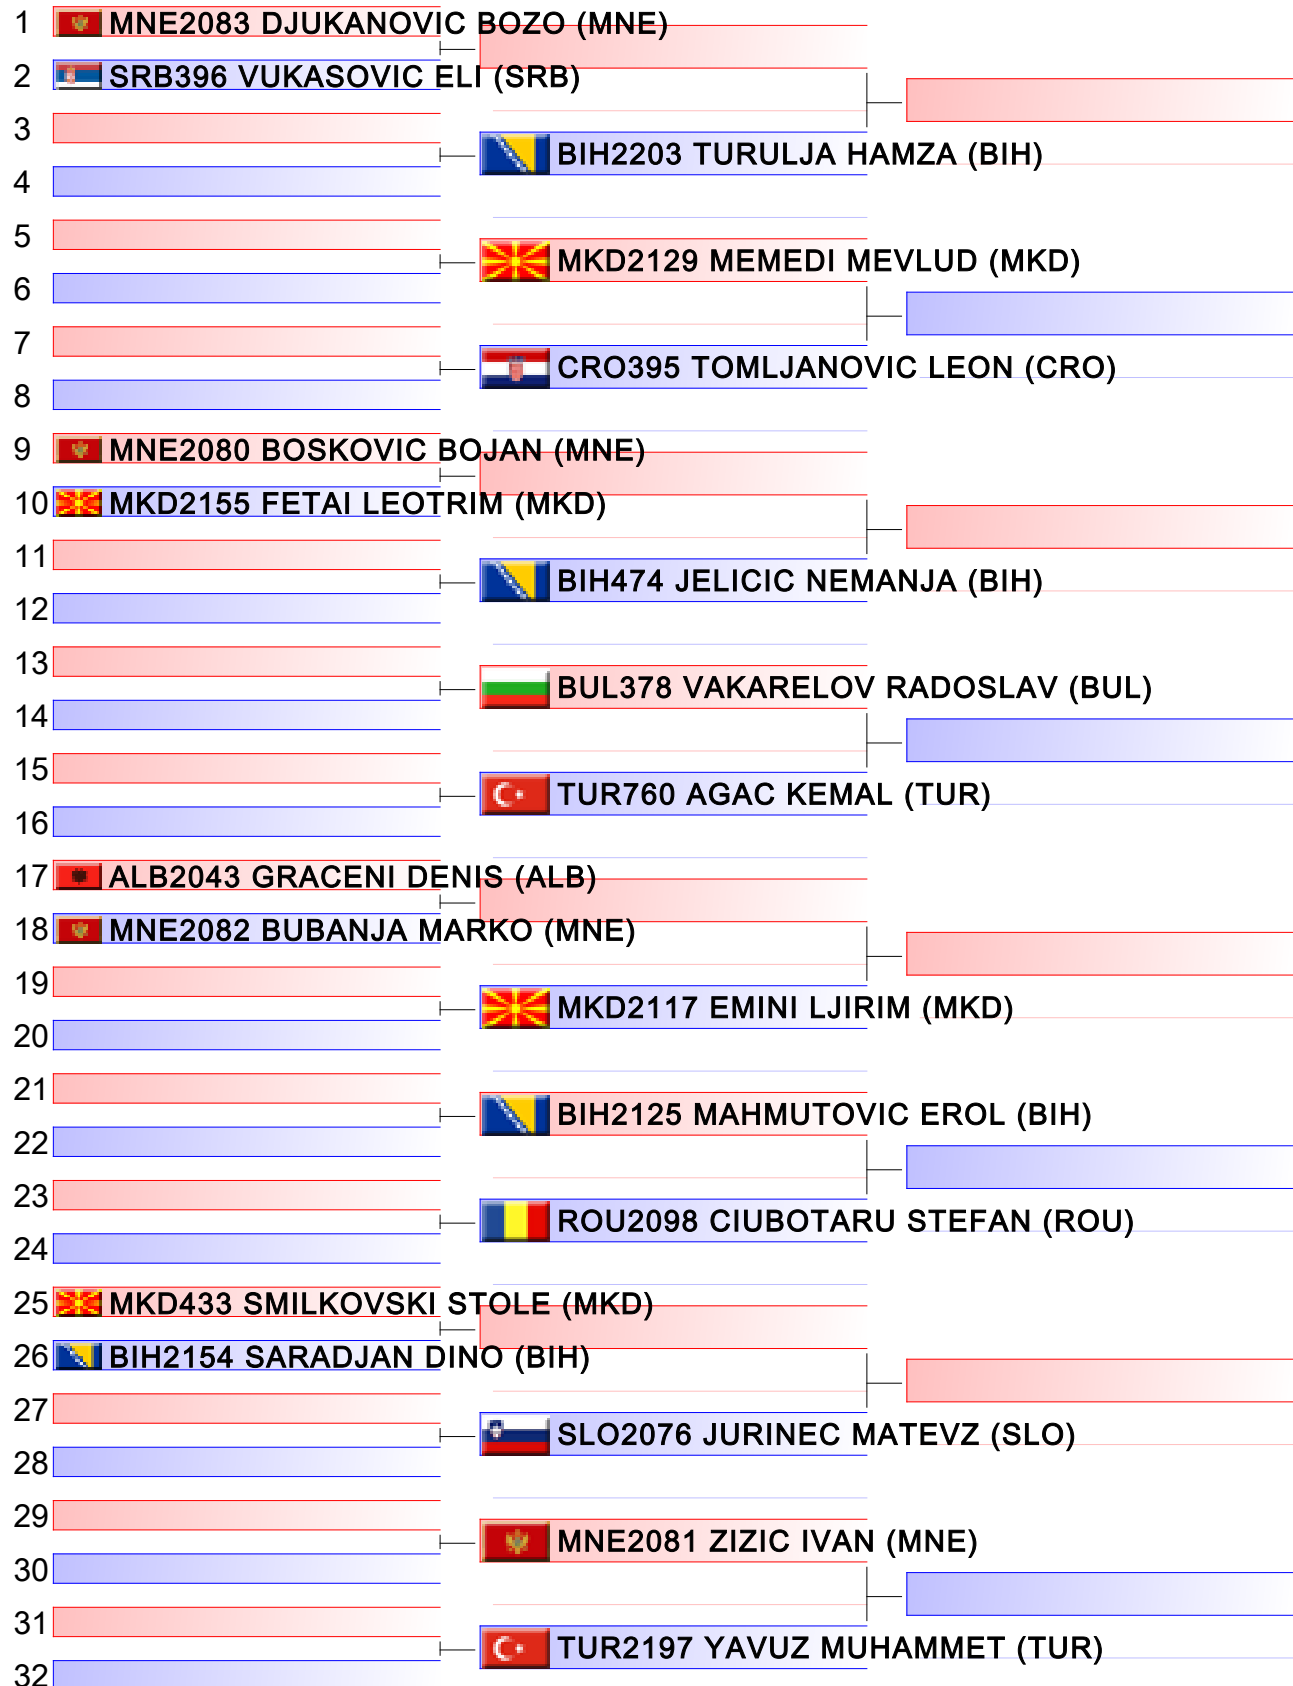 1 MNE2083 DJUKANOVIC BOZO (MNE)
2 SRB396 VUKASOVIC ELI (SRB)
3
BIH2203 TURULJA HAMZA (BIH)
4
5
MKD2129 MEMEDI MEVLUD (MKD)
6
7
CRO395 TOMLJANOVIC LEON (CRO)
8
9 MNE2080 BOSKOVIC BOJAN (MNE)
10 MKD2155 FETAI LEOTRIM (MKD)
11
BIH474 JELICIC NEMANJA (BIH)
12
13
BUL378 VAKARELOV RADOSLAV (BUL)
14
15
TUR760 AGAC KEMAL (TUR)
16
17 ALB2043 GRACENI DENIS (ALB)
18 MNE2082 BUBANJA MARKO (MNE)
19
MKD2117 EMINI LJIRIM (MKD)
20
21
BIH2125 MAHMUTOVIC EROL (BIH)
22
23
ROU2098 CIUBOTARU STEFAN (ROU)
24
25 MKD433 SMILKOVSKI STOLE (MKD)
26 BIH2154 SARADJAN DINO (BIH)
27
SLO2076 JURINEC MATEVZ (SLO)
28
29
MNE2081 ZIZIC IVAN (MNE)
30
31
TUR2197 YAVUZ MUHAMMET (TUR)
32